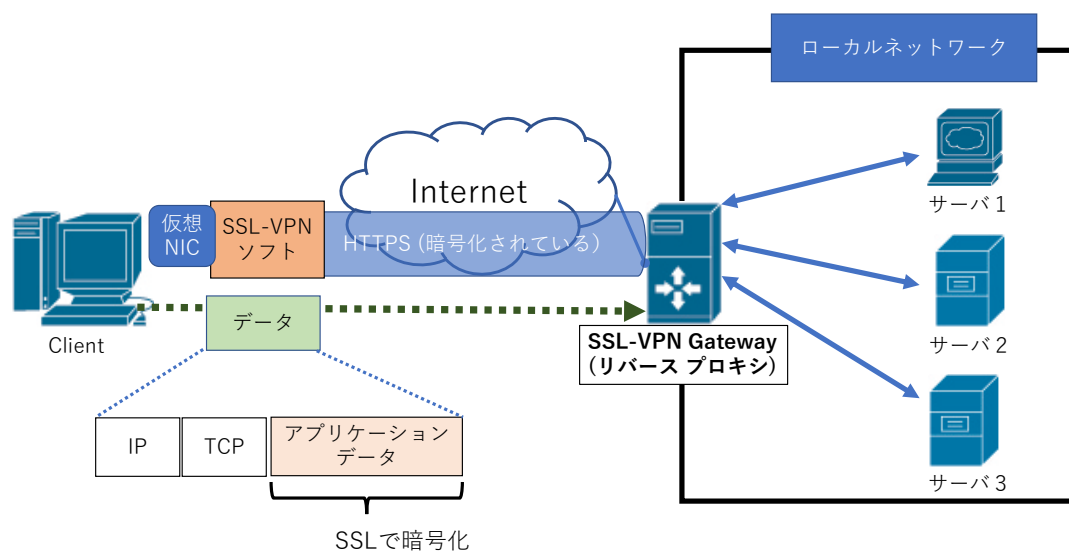 ローカルネットワーク
Internet
仮想
NIC
SSL-VPN
ソフト
HTTPS (暗号化されている)
サーバ 1
データ
Client
SSL-VPN Gateway
(リバース プロキシ)
サーバ 2
IP
TCP
アプリケーション
データ
サーバ 3
SSLで暗号化